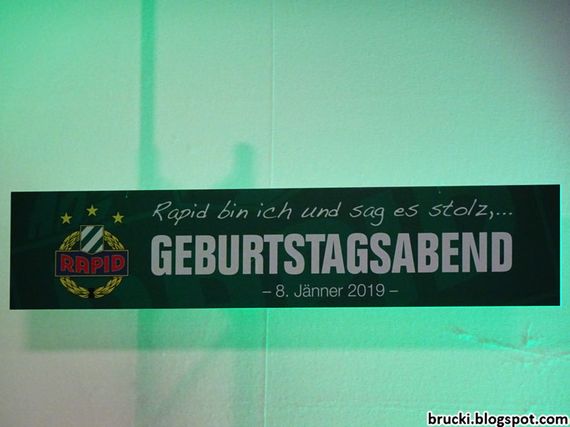 Rapid bin ich und sag es stolz,...
RAPID
GEBURTSTAGSABEND
– 8. Jänner 2019 –
brucki.blogspot.com